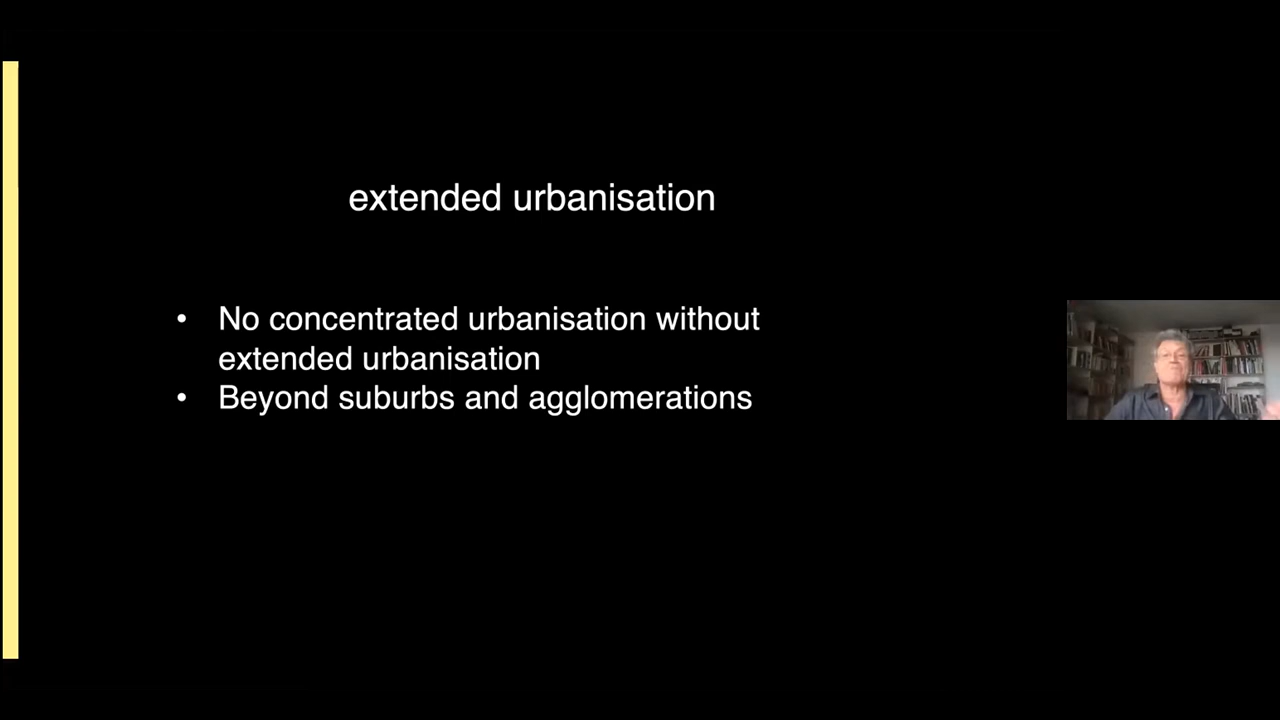 extended urbanisation
• No concentrated urbanisation without
extended urbanisation
• Beyond suburbs and agglomerations